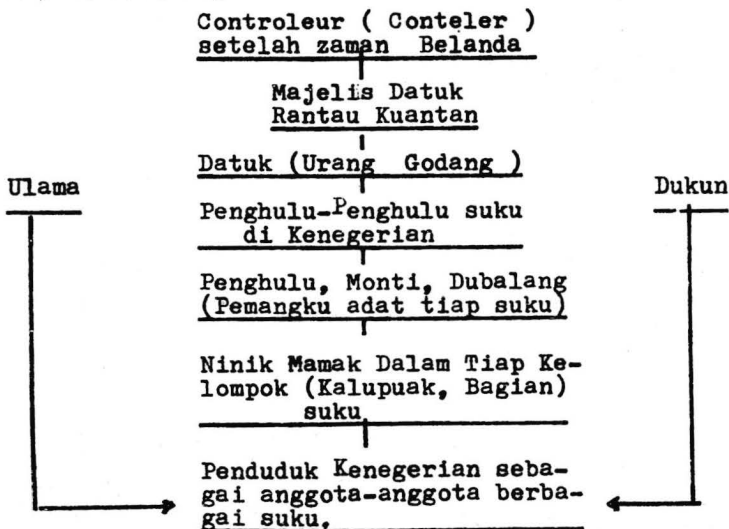 Controleur ( Conteler )
setelah zaman Belanda
Majelis Datuk
Rantau Kuantan
Datuk (Urang Godang )
Ulama
Dukun
Penghulu-Penghulu suku
di Kenegerian
Penghulu, Monti, Dubalang
(Pemangku adat tiap suku)
Ninik Mamak Dalam Tiap Ke-
lompok (Kalupuak, Bagian)
suku
Penduduk Kenegerian seba-
gai anggota-anggota berba-
gai suku.